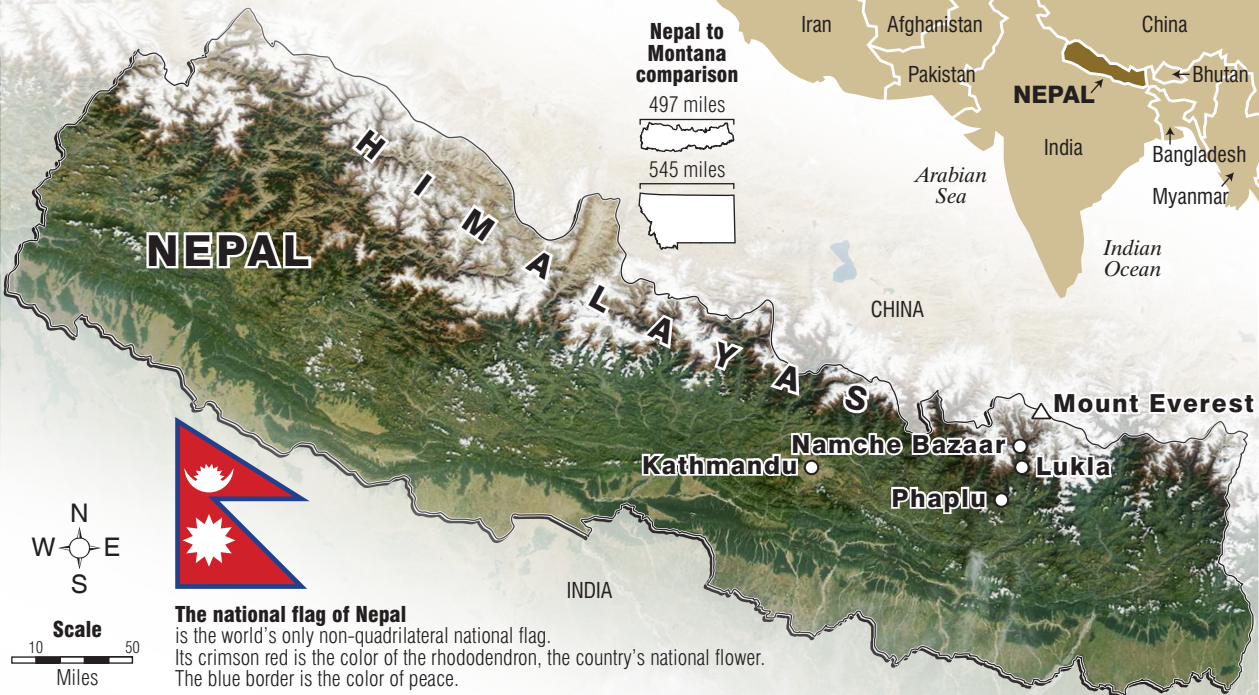 Nepal to
Montana
comparison
497 miles
545 miles
Iran
Afghanistan
China
Pakistan
Bhutan
NEPAL
India
Bangladesh
Myanmar
Arabian
Sea
Indian
Ocean
HIMALAYAS
NEPAL
CHINA
Mount Everest
Namche Bazaar
Kathmandu
Lukla
Phaplu
INDIA
N
W E
S
Scale
10 50
Miles
The national flag of Nepal
is the world's only non-quadrilateral national flag.
Its crimson red is the color of the rhododendron, the country's national flower.
The blue border is the color of peace.